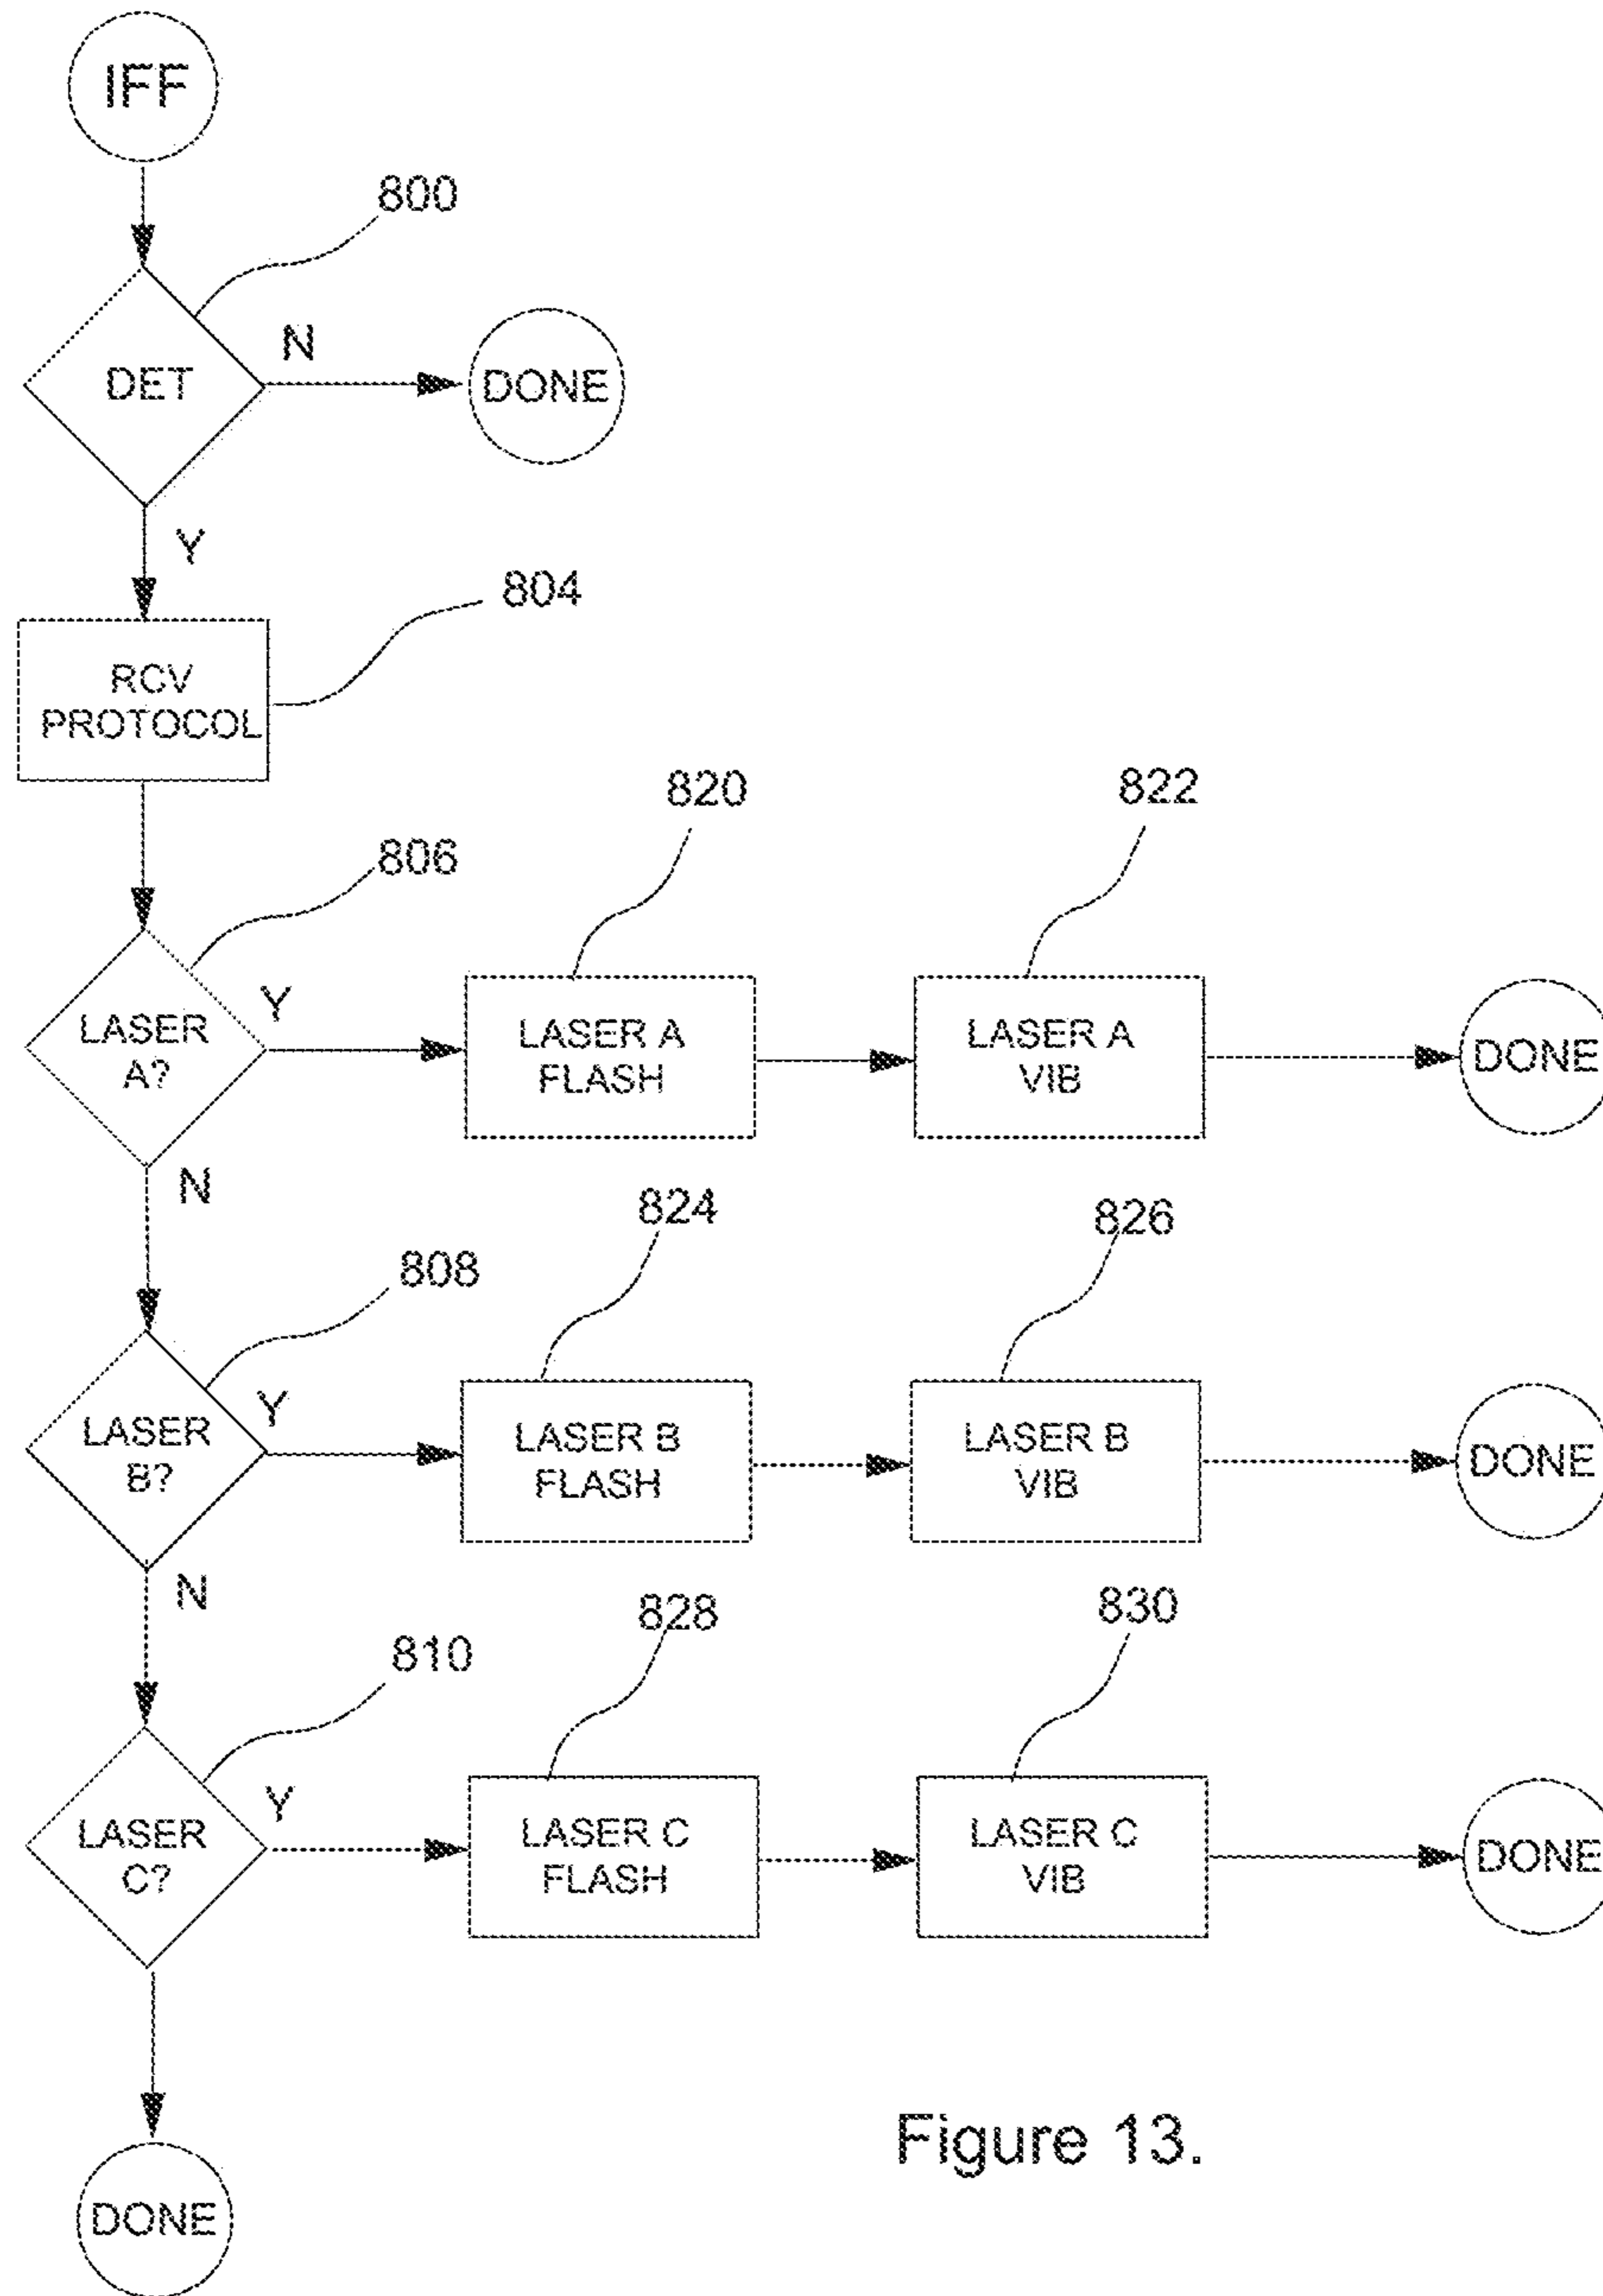 IFF
800
DET
N
DONE
Y
804
RCV
PROTOCOL
806
820
822
LASER
A?
Y
LASER A
FLASH
LASER A
VIB
DONE
N
808
824
826
LASER
B?
Y
LASER B
FLASH
LASER B
VIB
DONE
N
810
828
830
LASER
C?
Y
LASER C
FLASH
LASER C
VIB
DONE
DONE
Figure 13.